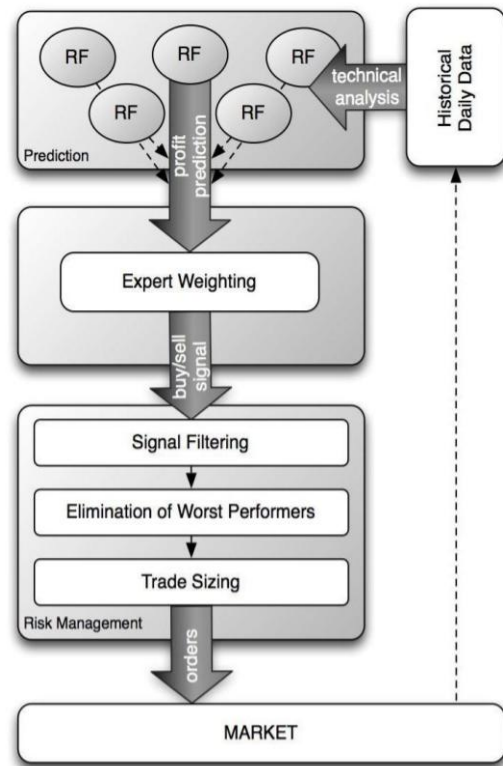 RF
RF
RF
RF
RF
Prediction
profit
prediction
technical
analysis
Historical
Daily Data
Expert Weighting
buy/sell
signal
Signal Filtering
Elimination of Worst Performers
Trade Sizing
Risk Management
orders
MARKET